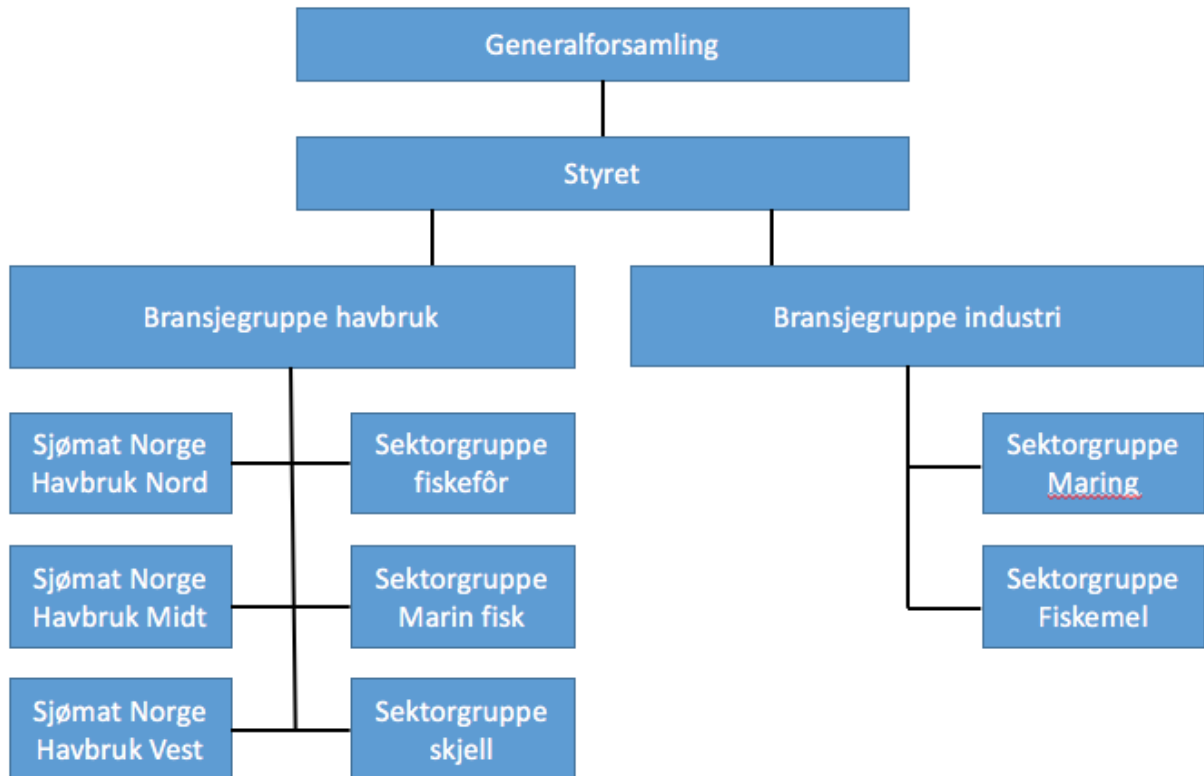 Generalforsamling
Styret
Bransjegruppe havbruk
Bransjegruppe industri
Sjømat Norge
Havbruk Nord
Sektorgruppe
fiskefôr
Sektorgruppe
Maring
Sjømat Norge
Havbruk Midt
Sektorgruppe
Marin fisk
Sektorgruppe
Fiskemel
Sjømat Norge
Havbruk Vest
Sektorgruppe
skjell